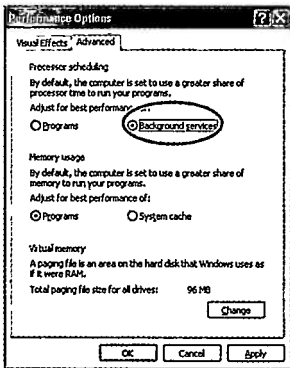 Performance Options
Visual Effects Advanced
Processor scheduling
By default, the computer is set to use a greater share of
processor time to run your programs.
Adjust for best performance of:
Programs Background services
Memory usage
By default, the computer is set to use a greater share of
memory to run your programs.
Adjust for best performance of:
Programs System cache
Virtual memory
A paging file is an area on the hard disk that Windows uses as
if it were RAM.
Total paging file size for all drives: 96 MB
Change
OK Cancel Apply